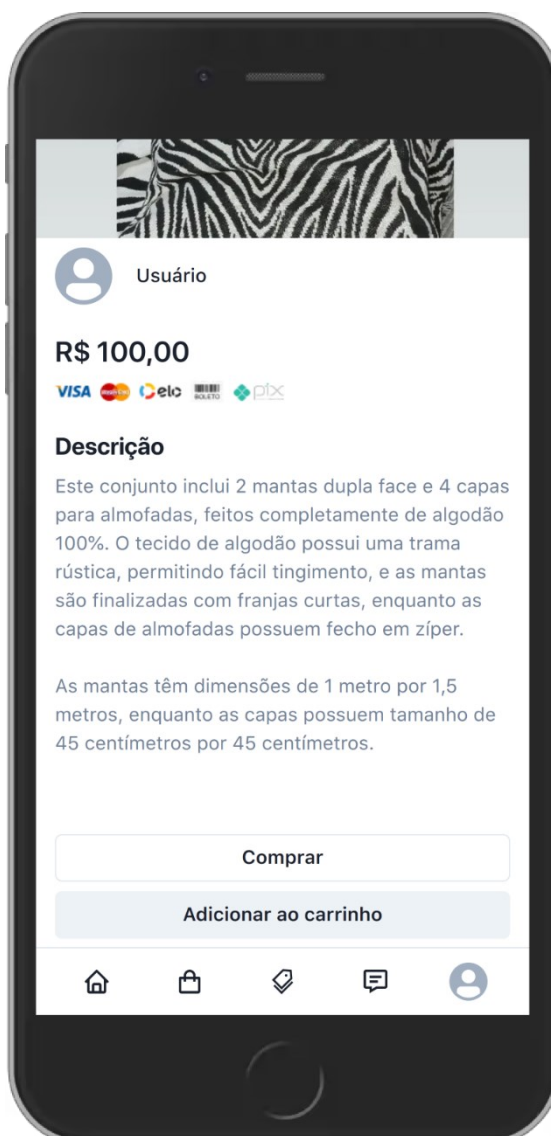 Usuário
R$ 100,00
VISA elo BOLETO pix
Descrição
Este conjunto inclui 2 mantas dupla face e 4 capas
para almofadas, feitos completamente de algodão
100%. O tecido de algodão possui uma trama
rústica, permitindo fácil tingimento, e as mantas
são finalizadas com franjas curtas, enquanto as
capas de almofadas possuem fecho em zíper.
As mantas têm dimensões de 1 metro por 1,5
metros, enquanto as capas possuem tamanho de
45 centímetros por 45 centímetros.
Comprar
Adicionar ao carrinho